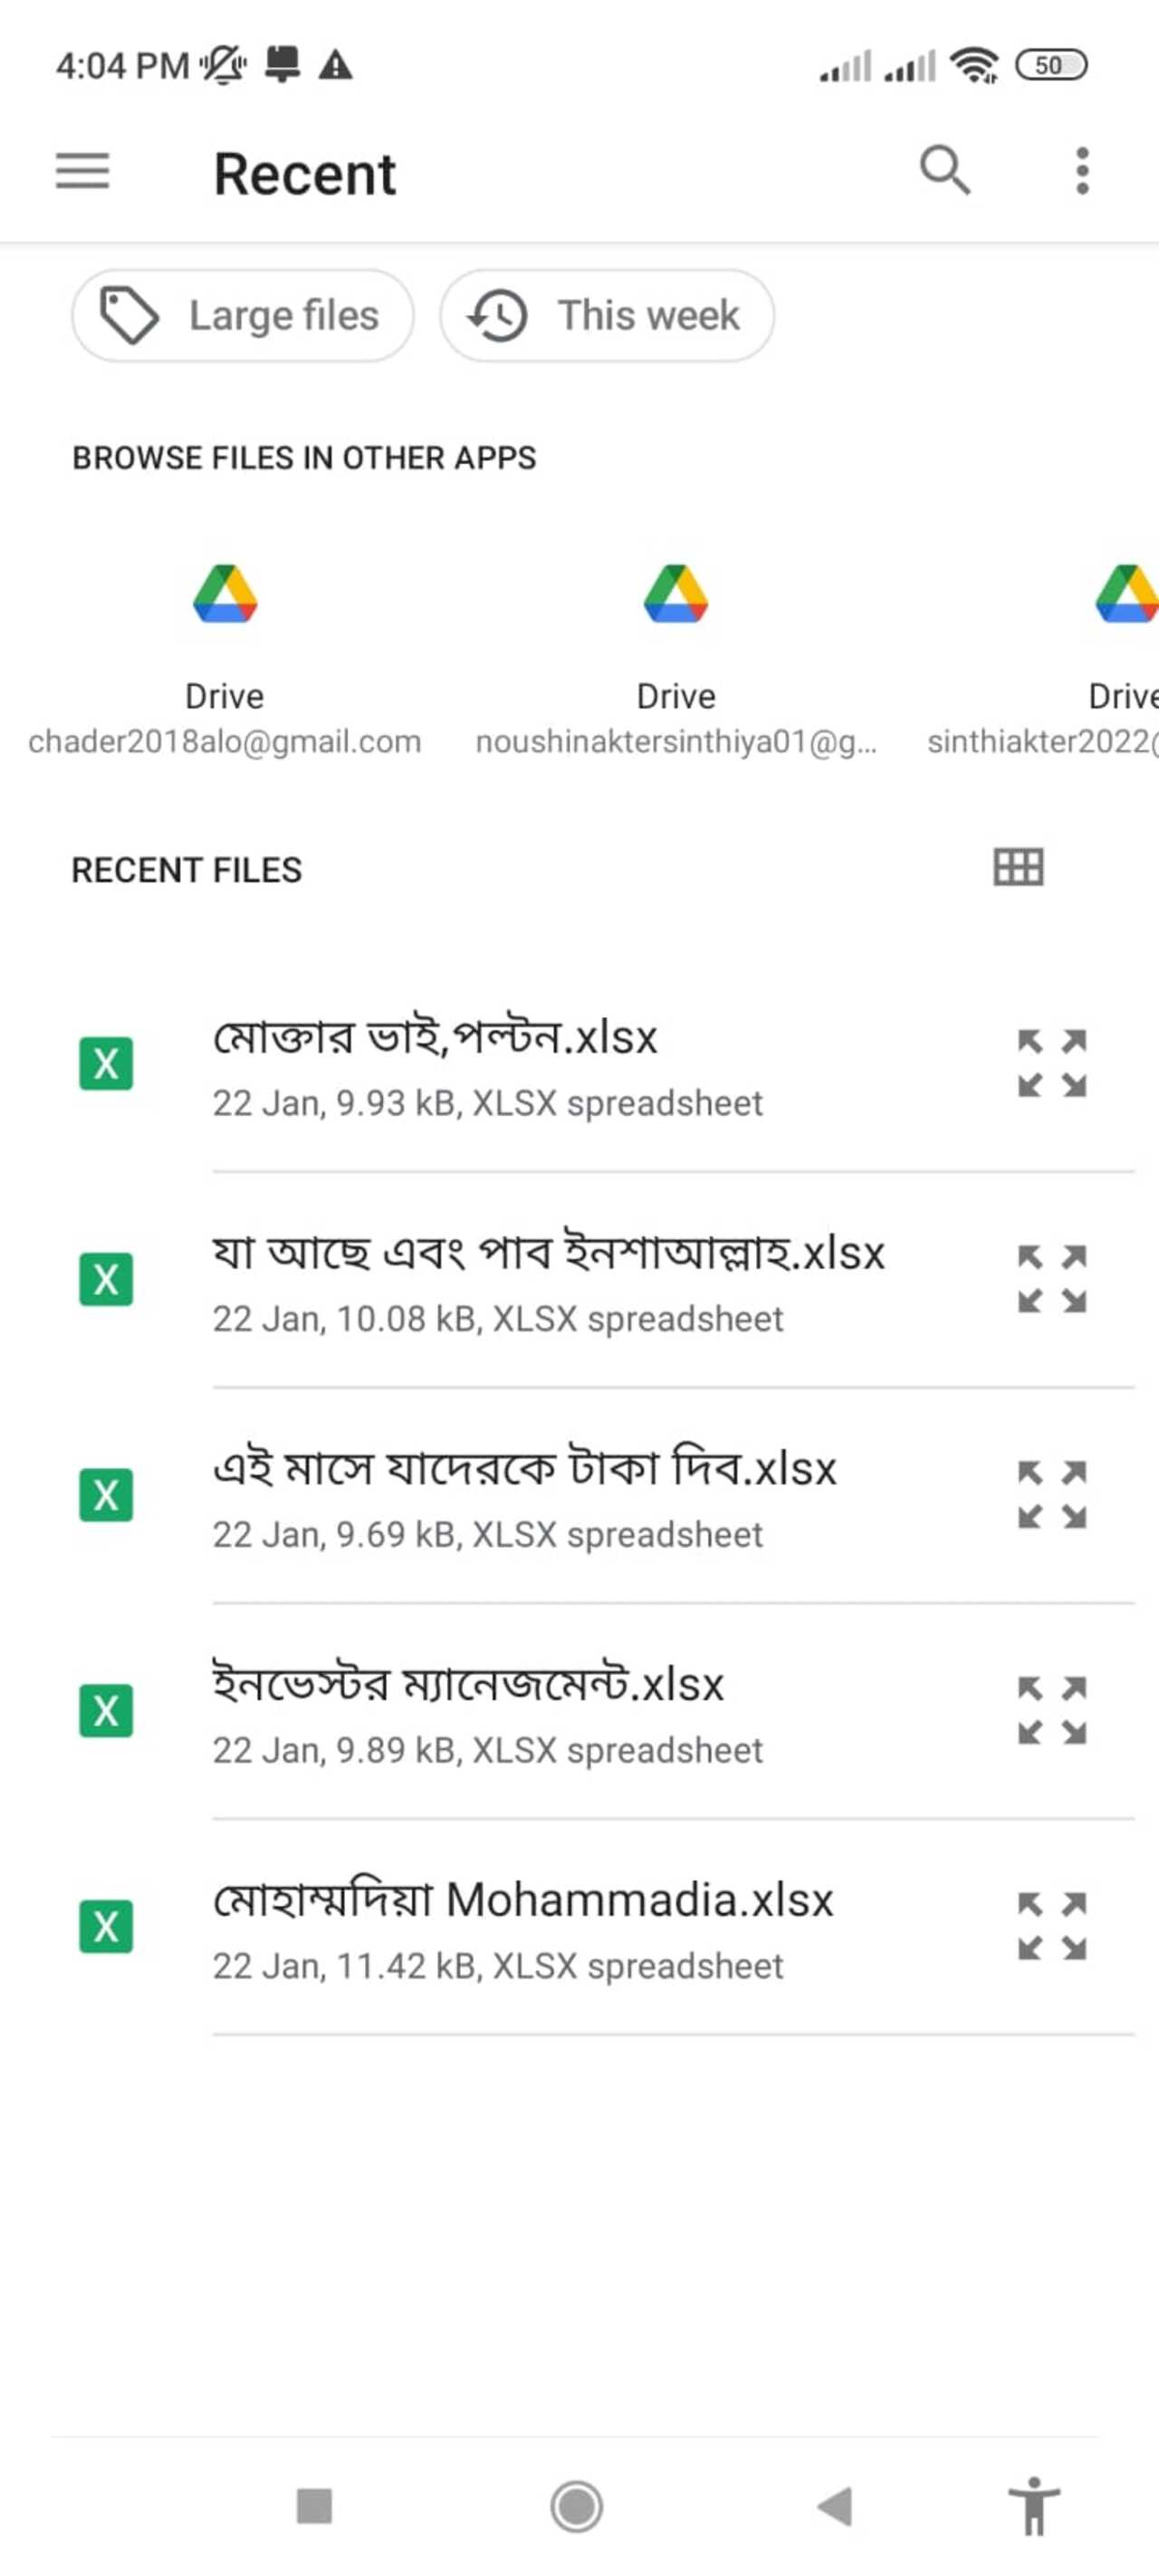 4:04 PM
50
Recent
Large files
This week
BROWSE FILES IN OTHER APPS
Drive
Drive
Drive
chader2018alo@gmail.com
noushinaktersinthiya01@g...
sinthiakter2022@
RECENT FILES
মোক্তার ভাই,পল্টন.xlsx
22 Jan, 9.93 kB, XLSX spreadsheet
যা আছে এবং পাব ইনশাআল্লাহ.xlsx
22 Jan, 10.08 kB, XLSX spreadsheet
এই মাসে যাদেরকে টাকা দিব.xlsx
22 Jan, 9.69 kB, XLSX spreadsheet
ইনভেস্টর ম্যানেজমেন্ট.xlsx
22 Jan, 9.89 kB, XLSX spreadsheet
মোহাম্মদিয়া Mohammadia.xlsx
22 Jan, 11.42 kB, XLSX spreadsheet